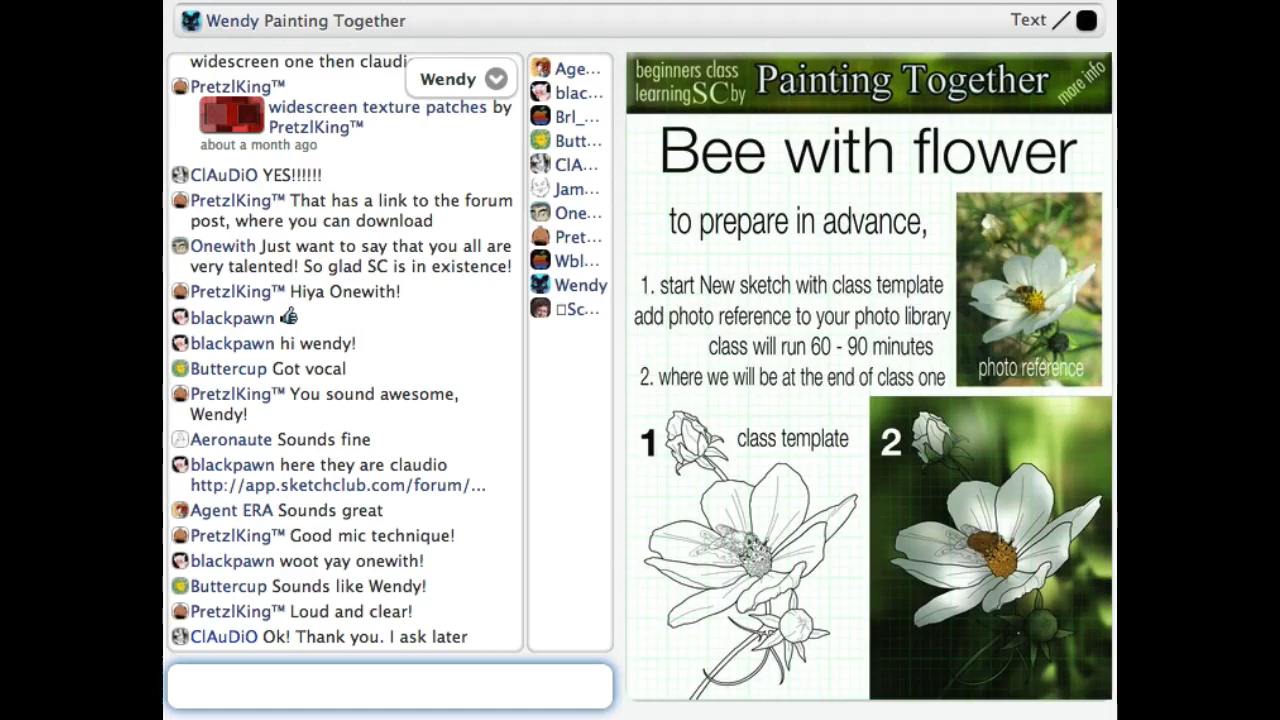 Wendy Painting Together
Text
widescreen one then claudi
Wendy
PretzlKing™
widescreen texture patches by
PretzlKing™
about a month ago
ClAuDiO YES!!!!!!
PretzlKing™ That has a link to the forum
post, where you can download
Onewith Just want to say that you all are
very talented! So glad SC is in existence!
PretzlKing™ Hiya Onewith!
blackpawn 👍
blackpawn hi wendy!
Buttercup Got vocal
PretzlKing™ You sound awesome,
Wendy!
Aeronaute Sounds fine
blackpawn here they are claudio
http://app.sketchclub.com/forum/...
Agent ERA Sounds great
PretzlKing™ Good mic technique!
blackpawn woot yay onewith!
Buttercup Sounds like Wendy!
PretzlKing™ Loud and clear!
ClAuDiO Ok! Thank you. I ask later
Age...
blac...
Brl_...
Butt...
ClA...
Jam...
One...
Pret...
Wbl...
Wendy
Sc...
beginners class
learning SC by
Painting Together
more info
Bee with flower
to prepare in advance,
1. start New sketch with class template
add photo reference to your photo library
class will run 60 - 90 minutes
2. where we will be at the end of class one
photo reference
1
class template
2